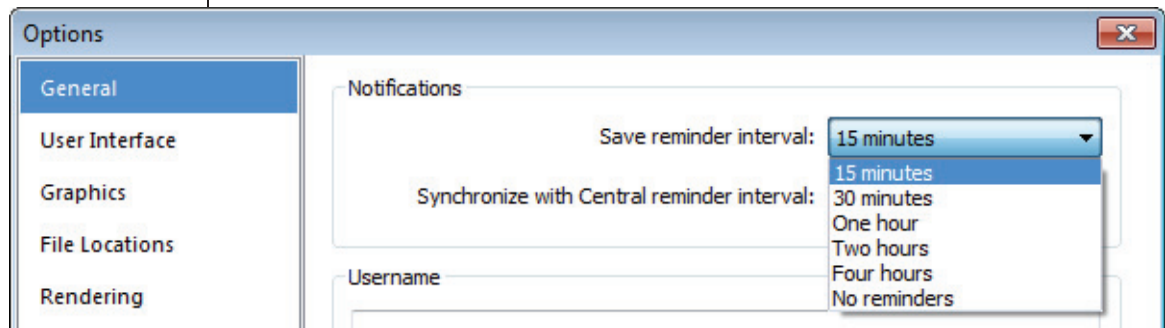 Options
General
User Interface
Graphics
File Locations
Rendering
Notifications
Save reminder interval: 15 minutes
15 minutes
30 minutes
One hour
Two hours
Four hours
No reminders
Synchronize with Central reminder interval:
Username